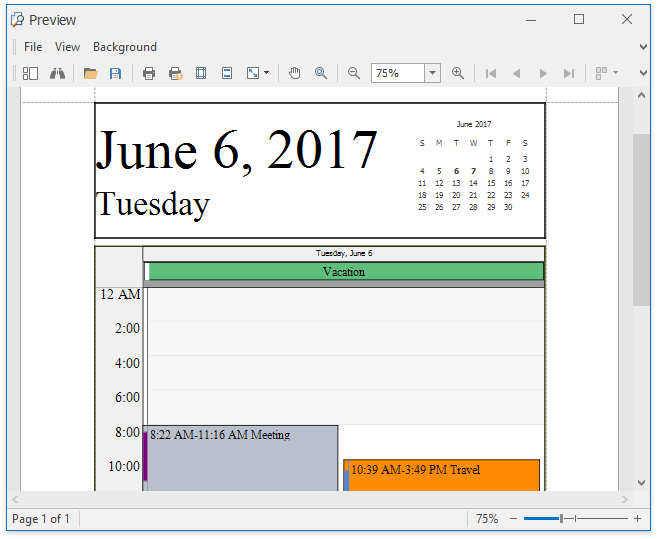 Preview
File View Background
75%
June 2017
S M T W T F S
1 2 3
4 5 6 7 8 9 10
11 12 13 14 15 16 17
18 19 20 21 22 23 24
25 26 27 28 29 30
June 6, 2017
Tuesday
Tuesday, June 6
Vacation
12 AM
2:00
4:00
6:00
8:00
8:22 AM-11:16 AM Meeting
10:00
10:39 AM-3:49 PM Travel
Page 1 of 1
75%